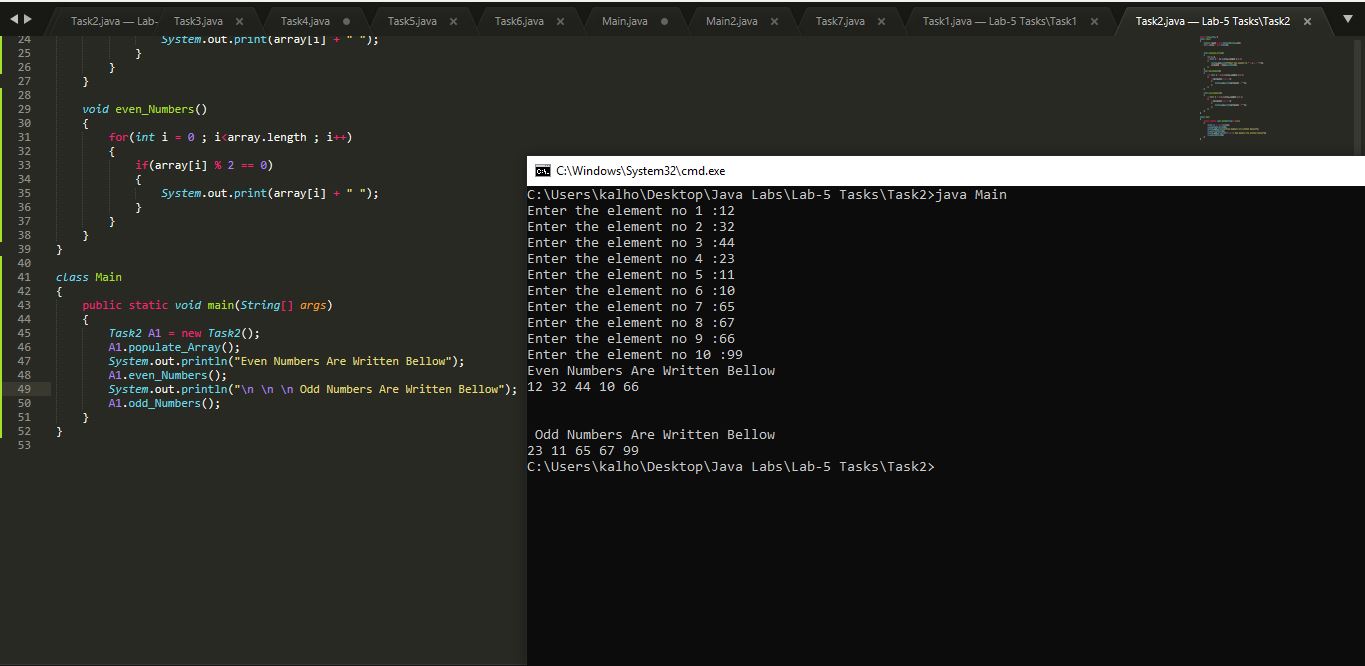 Task2.java — Lab- Task3.java Task4.java Task5.java Task6.java Main.java Main2.java Task7.java Task1.java — Lab-5 Tasks\Task1 Task2.java — Lab-5 Tasks\Task2
24 System.out.print(array[i] + " ");
25 }
26 }
27 }
28
29 void even_Numbers()
30 {
31 for(int i = 0 ; i<array.length ; i++)
32 {
33 if(array[i] % 2 == 0)
34 {
35 System.out.print(array[i] + " ");
36 }
37 }
38 }
39 }
40
41 class Main
42 {
43 public static void main(String[] args)
44 {
45 Task2 A1 = new Task2();
46 A1.populate_Array();
47 System.out.println("Even Numbers Are Written Bellow");
48 A1.even_Numbers();
49 System.out.println("\n \n \n Odd Numbers Are Written Bellow");
50 A1.odd_Numbers();
51 }
52 }
53
C:\Windows\System32\cmd.exe
C:\Users\kalho\Desktop\Java Labs\Lab-5 Tasks\Task2>java Main
Enter the element no 1 :12
Enter the element no 2 :32
Enter the element no 3 :44
Enter the element no 4 :23
Enter the element no 5 :11
Enter the element no 6 :10
Enter the element no 7 :65
Enter the element no 8 :67
Enter the element no 9 :66
Enter the element no 10 :99
Even Numbers Are Written Bellow
12 32 44 10 66
Odd Numbers Are Written Bellow
23 11 65 67 99
C:\Users\kalho\Desktop\Java Labs\Lab-5 Tasks\Task2>